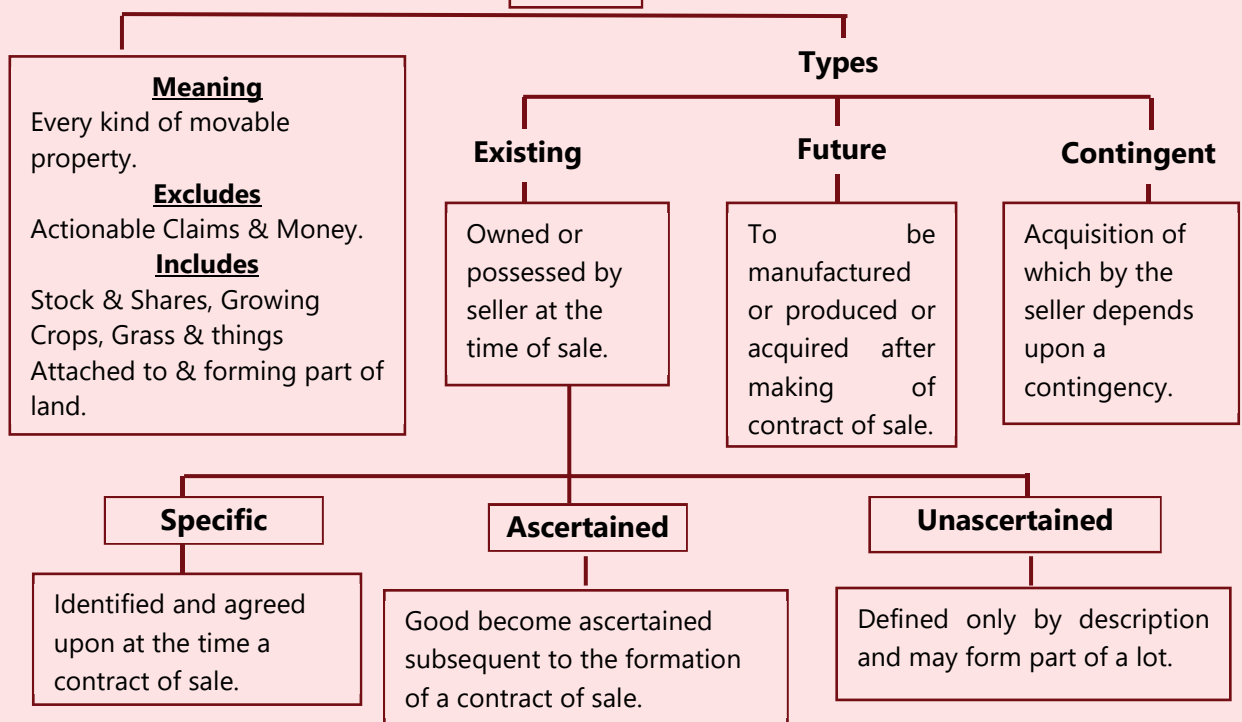 Meaning
Every kind of movable
property.
Excludes
Actionable Claims & Money.
Includes
Stock & Shares, Growing
Crops, Grass & things
Attached to & forming part of
land.
Types
Existing
Owned or
possessed by
seller at the
time of sale.
Future
To be
manufactured
or produced or
acquired after
making of
contract of sale.
Contingent
Acquisition of
which by the
seller depends
upon a
contingency.
Specific
Identified and agreed
upon at the time a
contract of sale.
Ascertained
Good become ascertained
subsequent to the formation
of a contract of sale.
Unascertained
Defined only by description
and may form part of a lot.